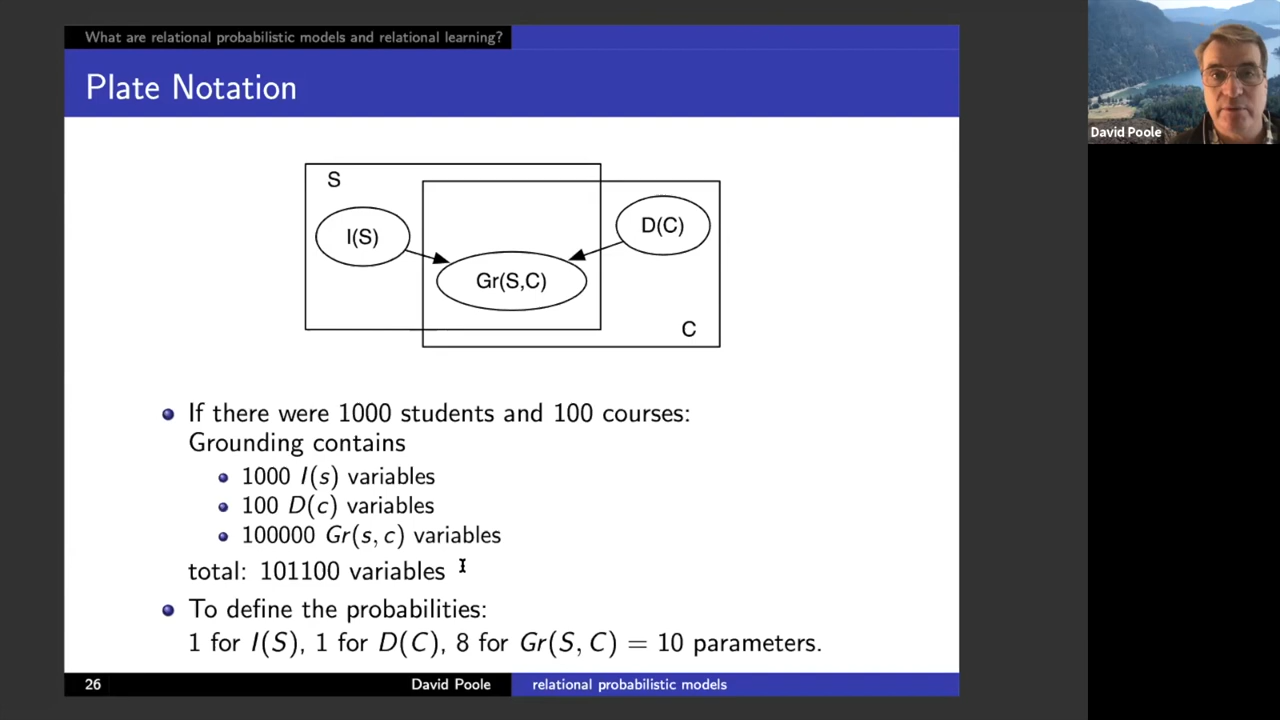 What are relational probabilistic models and relational learning?
Plate Notation
David Poole
S
I(S)
D(C)
Gr(S,C)
C
If there were 1000 students and 100 courses:
Grounding contains
1000 I(s) variables
100 D(c) variables
100000 Gr(s, c) variables
total: 101100 variables
To define the probabilities:
1 for I(S), 1 for D(C), 8 for Gr(S, C) = 10 parameters.
26 David Poole relational probabilistic models